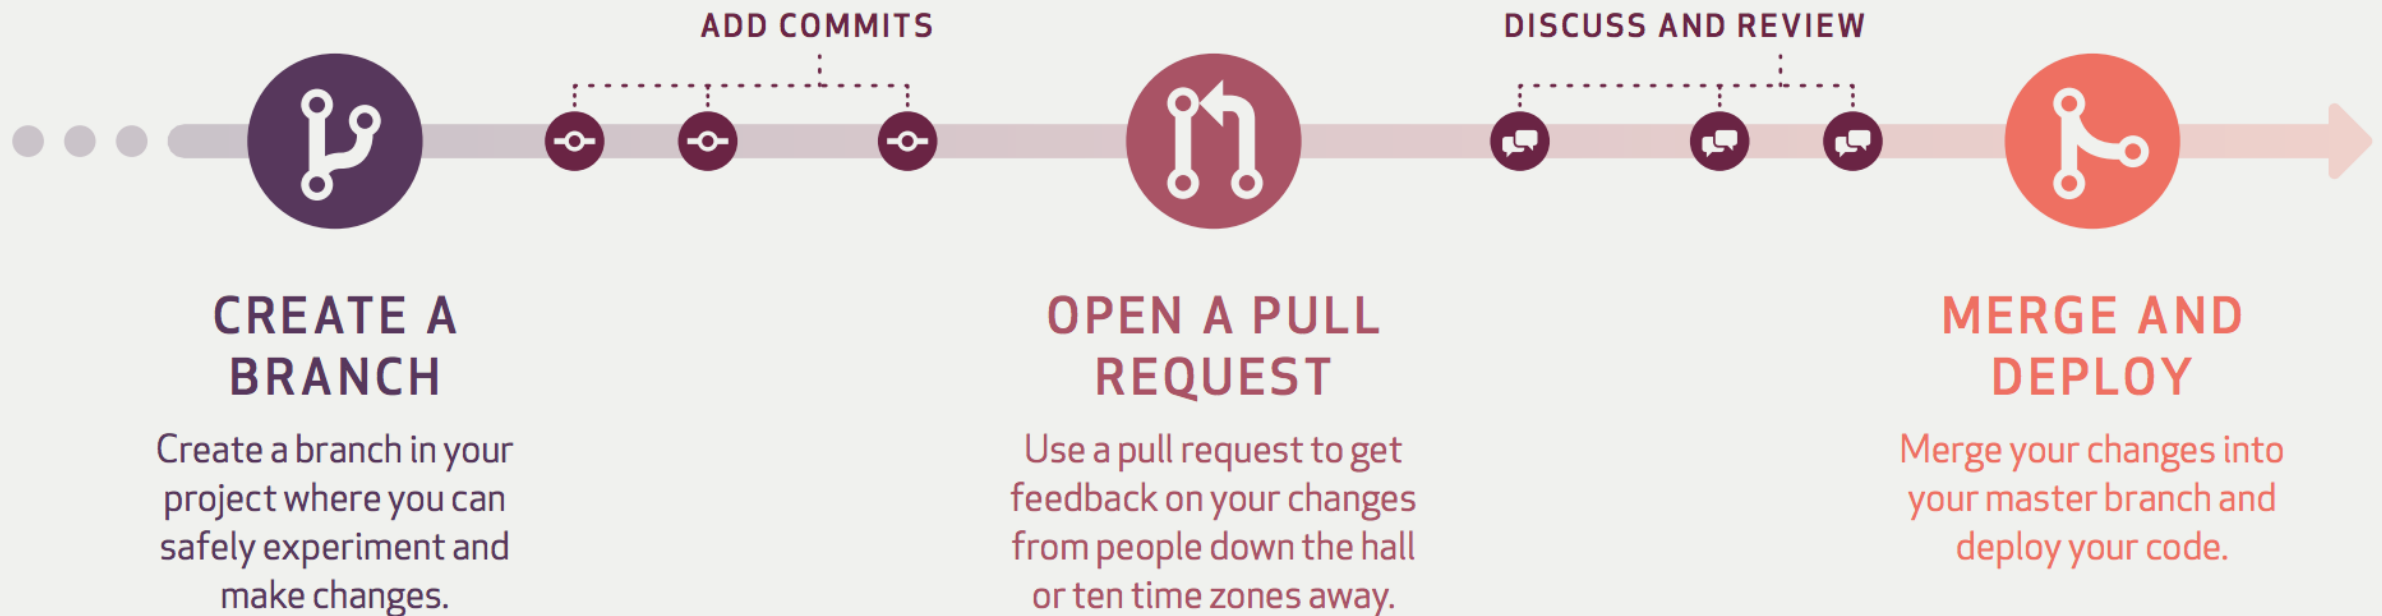 ADD COMMITS
DISCUSS AND REVIEW
CREATE A
BRANCH
Create a branch in your
project where you can
safely experiment and
make changes.
OPEN A PULL
REQUEST
Use a pull request to get
feedback on your changes
from people down the hall
or ten time zones away.
MERGE AND
DEPLOY
Merge your changes into
your master branch and
deploy your code.